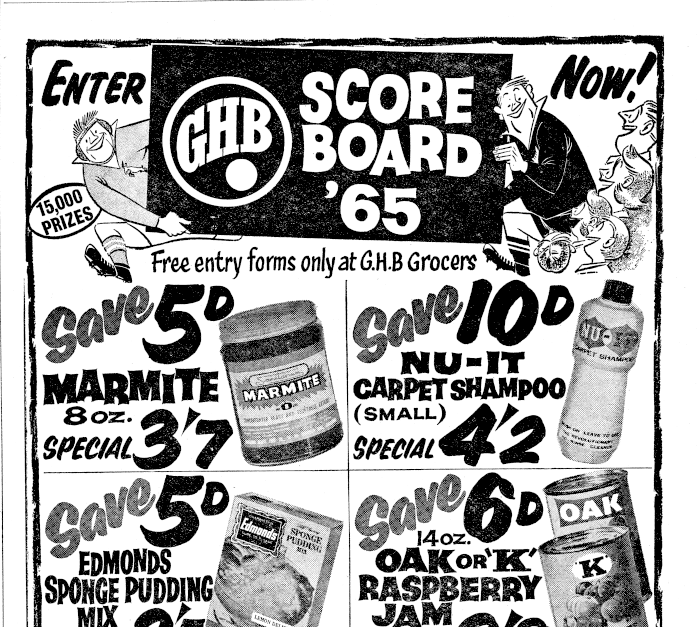 ENTER
GHB
SCORE
BOARD
'65
NOW!
15,000
PRIZES
Free entry forms only at G.H.B Grocers
Save 5D
MARMITE
8 oz.
SPECIAL 3'7
MARMITE
Save 10D
NU-IT
CARPET SHAMPOO
(SMALL)
SPECIAL 4'2
NU-IT
CARPET SHAMPOO
Save 5D
EDMONDS
SPONGE PUDDING
MIX
Edmonds
SPONGE
PUDDING
MIX
Save 6D
14 oz.
OAK OR 'K'
RASPBERRY
JAM
OAK
K